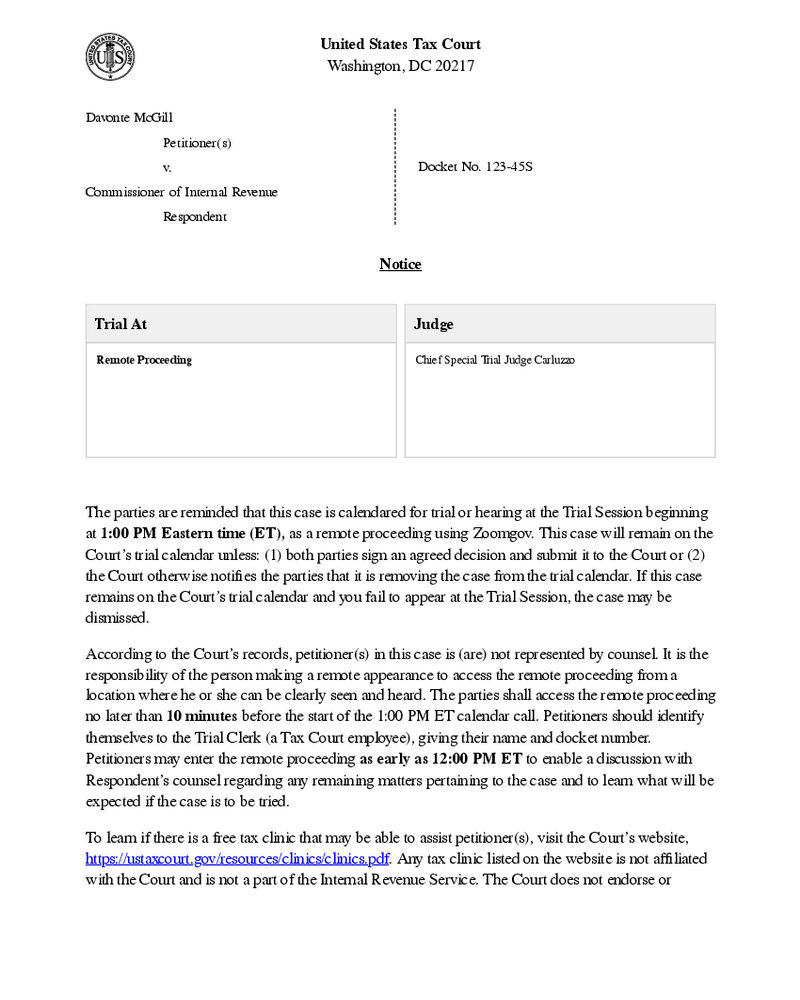 United States Tax Court
Washington, DC 20217
UNITED STATES TAX COURT
US
Davonte McGill
Petitioner(s)
v.
Commissioner of Internal Revenue
Respondent
Docket No. 123-45S
Notice
Trial At
Remote Proceeding
Judge
Chief Special Trial Judge Carluzzo
The parties are reminded that this case is calendared for trial or hearing at the Trial Session beginning
at 1:00 PM Eastern time (ET), as a remote proceeding using Zoomgov. This case will remain on the
Court's trial calendar unless: (1) both parties sign an agreed decision and submit it to the Court or (2)
the Court otherwise notifies the parties that it is removing the case from the trial calendar. If this case
remains on the Court's trial calendar and you fail to appear at the Trial Session, the case may be
dismissed.
According to the Court's records, petitioner(s) in this case is (are) not represented by counsel. It is the
responsibility of the person making a remote appearance to access the remote proceeding from a
location where he or she can be clearly seen and heard. The parties shall access the remote proceeding
no later than 10 minutes before the start of the 1:00 PM ET calendar call. Petitioners should identify
themselves to the Trial Clerk (a Tax Court employee), giving their name and docket number.
Petitioners may enter the remote proceeding as early as 12:00 PM ET to enable a discussion with
Respondent's counsel regarding any remaining matters pertaining to the case and to learn what will be
expected if the case is to be tried.
To learn if there is a free tax clinic that may be able to assist petitioner(s), visit the Court's website,
https://ustaxcourt.gov/resources/clinics/clinics.pdf. Any tax clinic listed on the website is not affiliated
with the Court and is not a part of the Internal Revenue Service. The Court does not endorse or